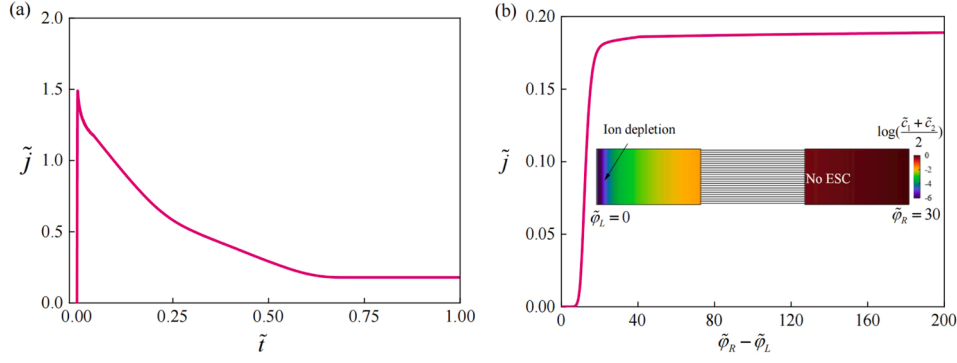 (a)
2.0
1.5
1.0
0.5
0.0
j̃
0.00 0.25 0.50 0.75 1.00
t̃
(b)
0.20
0.15
0.10
0.05
0.00
j̃
Ion depletion
log(c̃₁ + c̃₂ / 2)
No ESC
0
-2
-4
-6
φ̃_L = 0
φ̃_R = 30
0 40 80 120 160 200
φ̃_R − φ̃_L